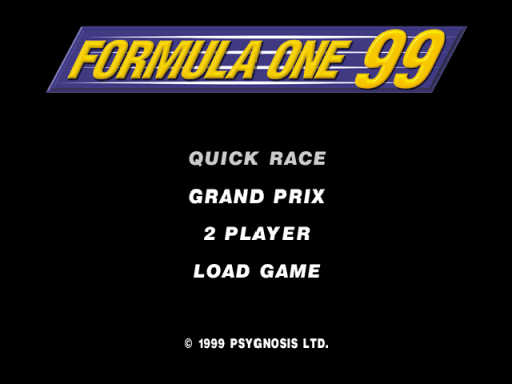 FORMULA ONE 99
QUICK RACE
GRAND PRIX
2 PLAYER
LOAD GAME
© 1999 PSYGNOSIS LTD.